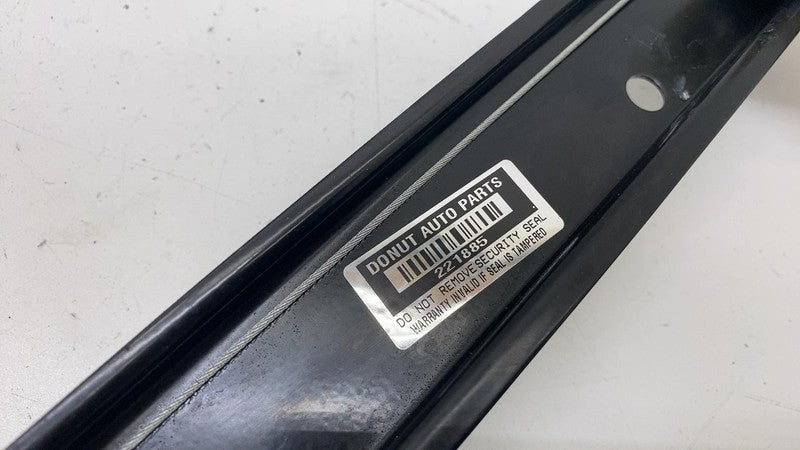 DONUT AUTO PARTS
221885
DO NOT REMOVE SECURITY SEAL
WARRANTY INVALID IF SEAL IS TAMPERED